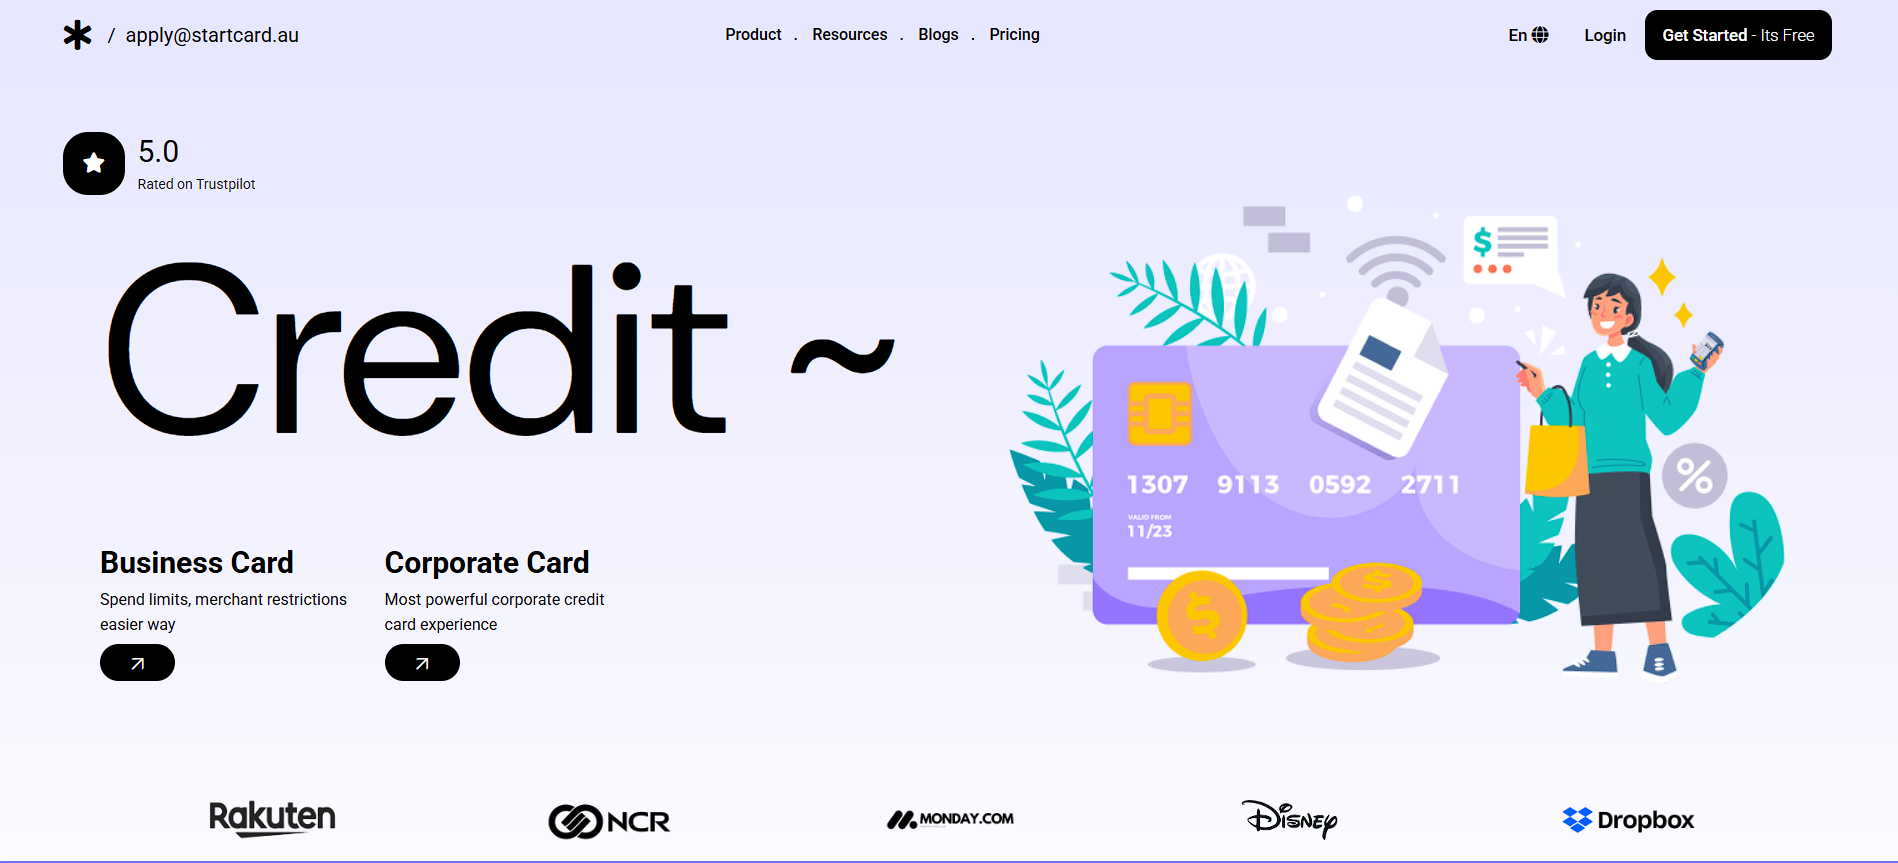 / apply@startcard.au
Product . Resources . Blogs . Pricing
En
Login
Get Started - Its Free
5.0
Rated on Trustpilot
Credit ~
$
%
1307 9113 0592 2711
VALID FROM
11/23
$
$
Business Card
Spend limits, merchant restrictions
easier way
Corporate Card
Most powerful corporate credit
card experience
Rakuten
NCR
MONDAY.COM
Disney
Dropbox